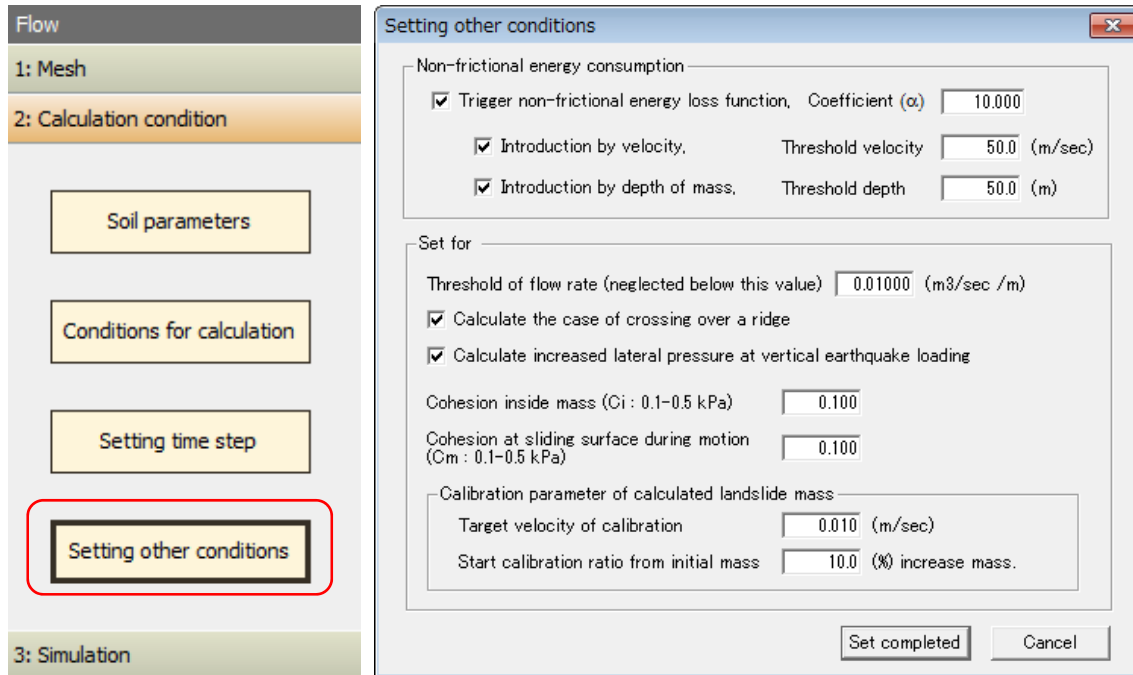 Flow
1: Mesh
2: Calculation condition
Soil parameters
Conditions for calculation
Setting time step
Setting other conditions
3: Simulation
Setting other conditions
Non-frictional energy consumption
Trigger non-frictional energy loss function, Coefficient (α) 10.000
Introduction by velocity, Threshold velocity 50.0 (m/sec)
Introduction by depth of mass, Threshold depth 50.0 (m)
Set for
Threshold of flow rate (neglected below this value) 0.01000 (m3/sec /m)
Calculate the case of crossing over a ridge
Calculate increased lateral pressure at vertical earthquake loading
Cohesion inside mass (Ci : 0.1-0.5 kPa) 0.100
Cohesion at sliding surface during motion
(Cm : 0.1-0.5 kPa) 0.100
Calibration parameter of calculated landslide mass
Target velocity of calibration 0.010 (m/sec)
Start calibration ratio from initial mass 10.0 (%) increase mass.
Set completed Cancel